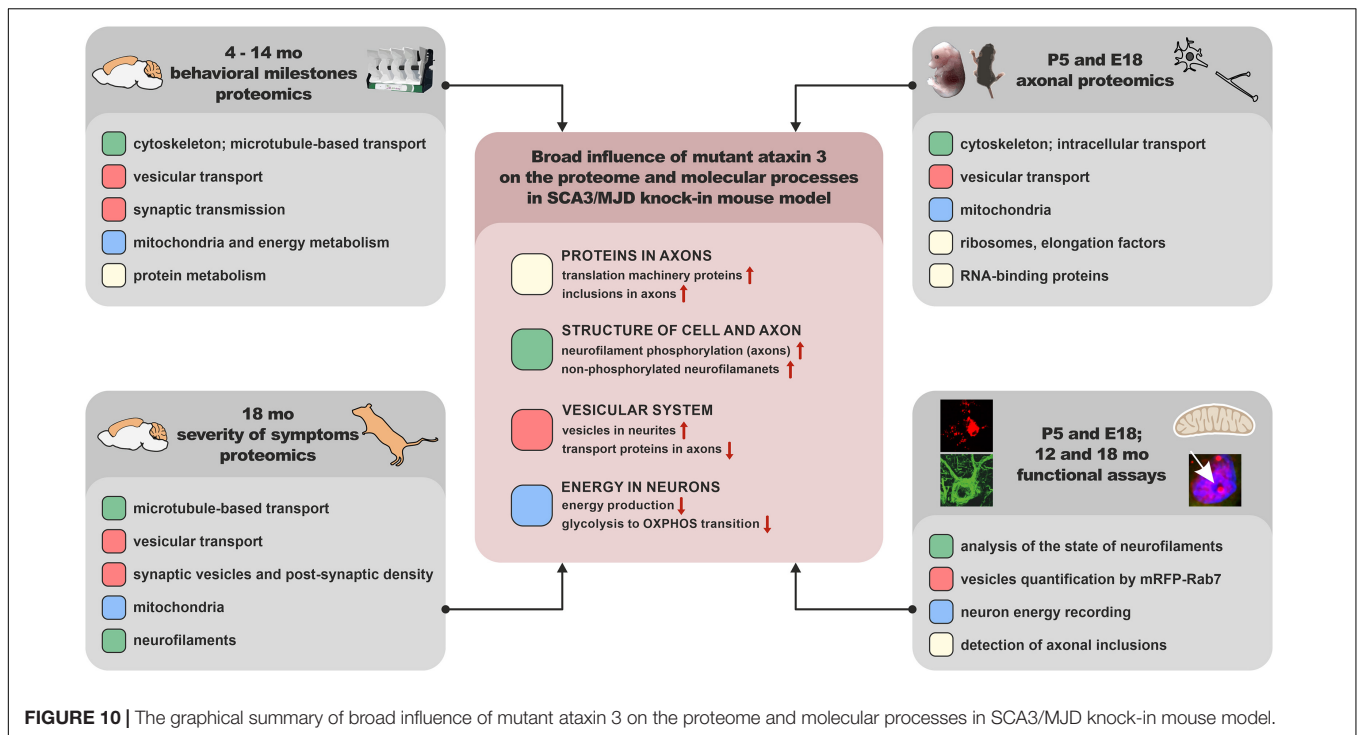 4 - 14 mo
behavioral milestones
proteomics
cytoskeleton; microtubule-based transport
vesicular transport
synaptic transmission
mitochondria and energy metabolism
protein metabolism
P5 and E18
axonal proteomics
cytoskeleton; intracellular transport
vesicular transport
mitochondria
ribosomes, elongation factors
RNA-binding proteins
Broad influence of mutant ataxin 3
on the proteome and molecular processes
in SCA3/MJD knock-in mouse model
PROTEINS IN AXONS
translation machinery proteins
inclusions in axons
STRUCTURE OF CELL AND AXON
neurofilament phosphorylation (axons)
non-phosphorylated neurofilamanets
VESICULAR SYSTEM
vesicles in neurites
transport proteins in axons
ENERGY IN NEURONS
energy production
glycolysis to OXPHOS transition
18 mo
severity of symptoms
proteomics
microtubule-based transport
vesicular transport
synaptic vesicles and post-synaptic density
mitochondria
neurofilaments
P5 and E18;
12 and 18 mo
functional assays
analysis of the state of neurofilaments
vesicles quantification by mRFP-Rab7
neuron energy recording
detection of axonal inclusions
FIGURE 10 | The graphical summary of broad influence of mutant ataxin 3 on the proteome and molecular processes in SCA3/MJD knock-in mouse model.